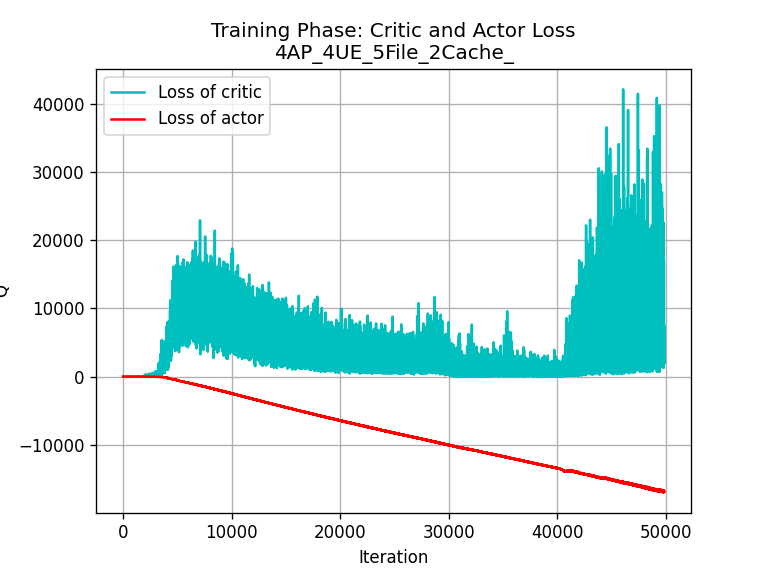 Training Phase: Critic and Actor Loss
4AP_4UE_5File_2Cache_
Loss of critic
Loss of actor
40000
30000
20000
10000
0
−10000
Q
0
10000
20000
30000
40000
50000
Iteration